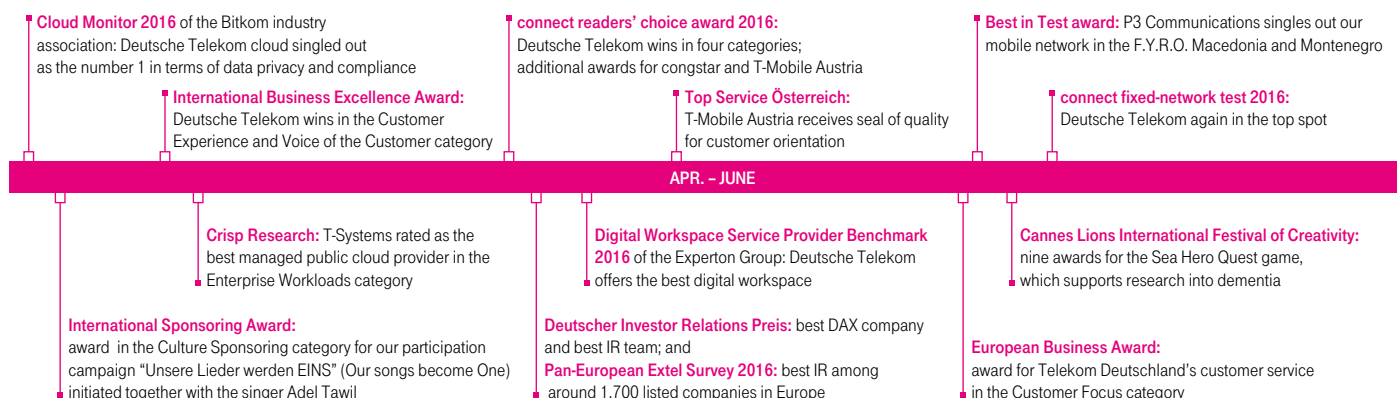 Cloud Monitor 2016 of the Bitkom industry
association: Deutsche Telekom cloud singled out
as the number 1 in terms of data privacy and compliance
International Business Excellence Award:
Deutsche Telekom wins in the Customer
Experience and Voice of the Customer category
connect readers’ choice award 2016:
Deutsche Telekom wins in four categories;
additional awards for congstar and T-Mobile Austria
Top Service Österreich:
T-Mobile Austria receives seal of quality
for customer orientation
Best in Test award: P3 Communications singles out our
mobile network in the F.Y.R.O. Macedonia and Montenegro
connect fixed-network test 2016:
Deutsche Telekom again in the top spot
APR. – JUNE
International Sponsoring Award:
award in the Culture Sponsoring category for our participation
campaign “Unsere Lieder werden EINS” (Our songs become One)
initiated together with the singer Adel Tawil
Crisp Research: T-Systems rated as the
best managed public cloud provider in the
Enterprise Workloads category
Deutscher Investor Relations Preis: best DAX company
and best IR team; and
Pan-European Extel Survey 2016: best IR among
around 1,700 listed companies in Europe
Digital Workspace Service Provider Benchmark
2016 of the Experton Group: Deutsche Telekom
offers the best digital workspace
European Business Award:
award for Telekom Deutschland’s customer service
in the Customer Focus category
Cannes Lions International Festival of Creativity:
nine awards for the Sea Hero Quest game,
which supports research into dementia